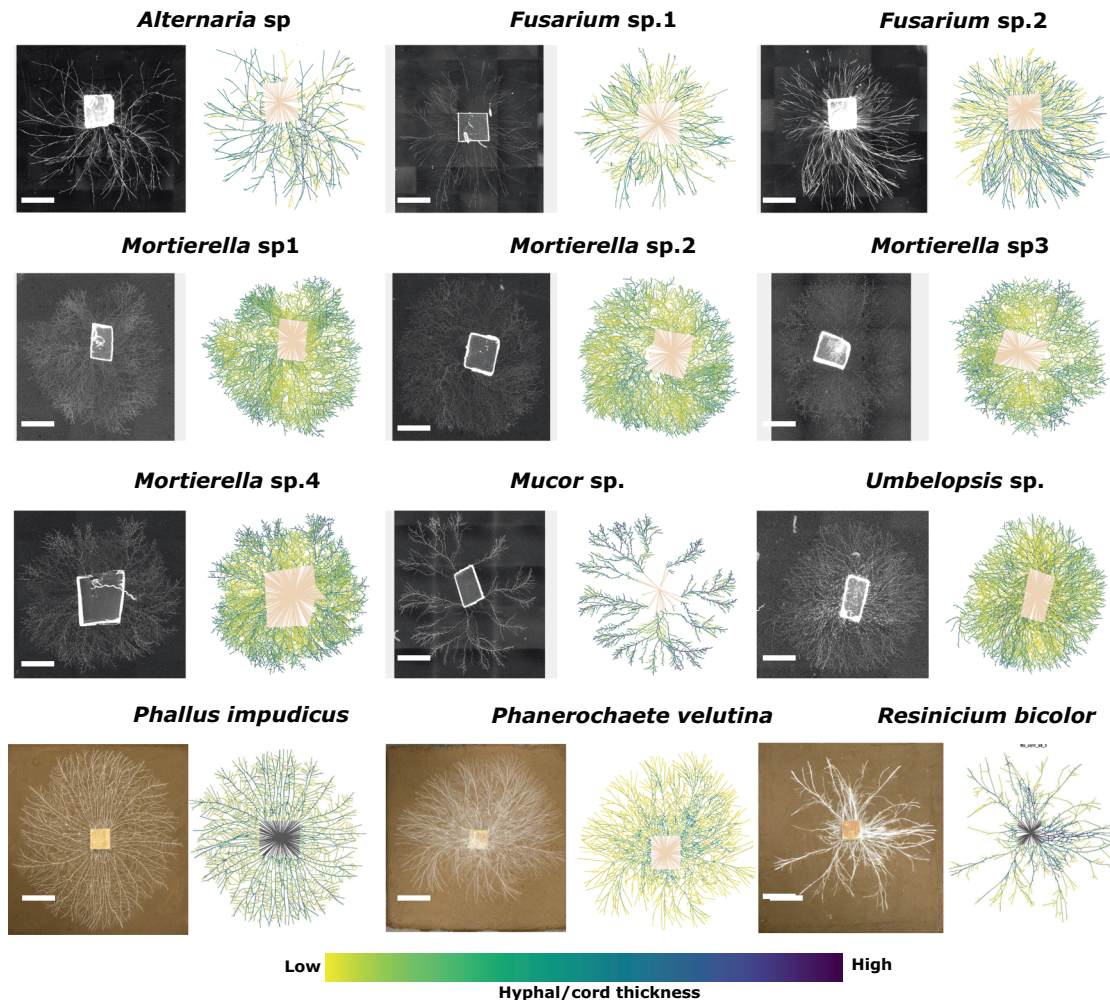 Alternaria sp
Fusarium sp.1
Fusarium sp.2
Mortierella sp1
Mortierella sp.2
Mortierella sp3
Mortierella sp.4
Mucor sp.
Umbelopsis sp.
Phallus impudicus
Phanerochaete velutina
Resinicium bicolor
Low
High
Hyphal/cord thickness